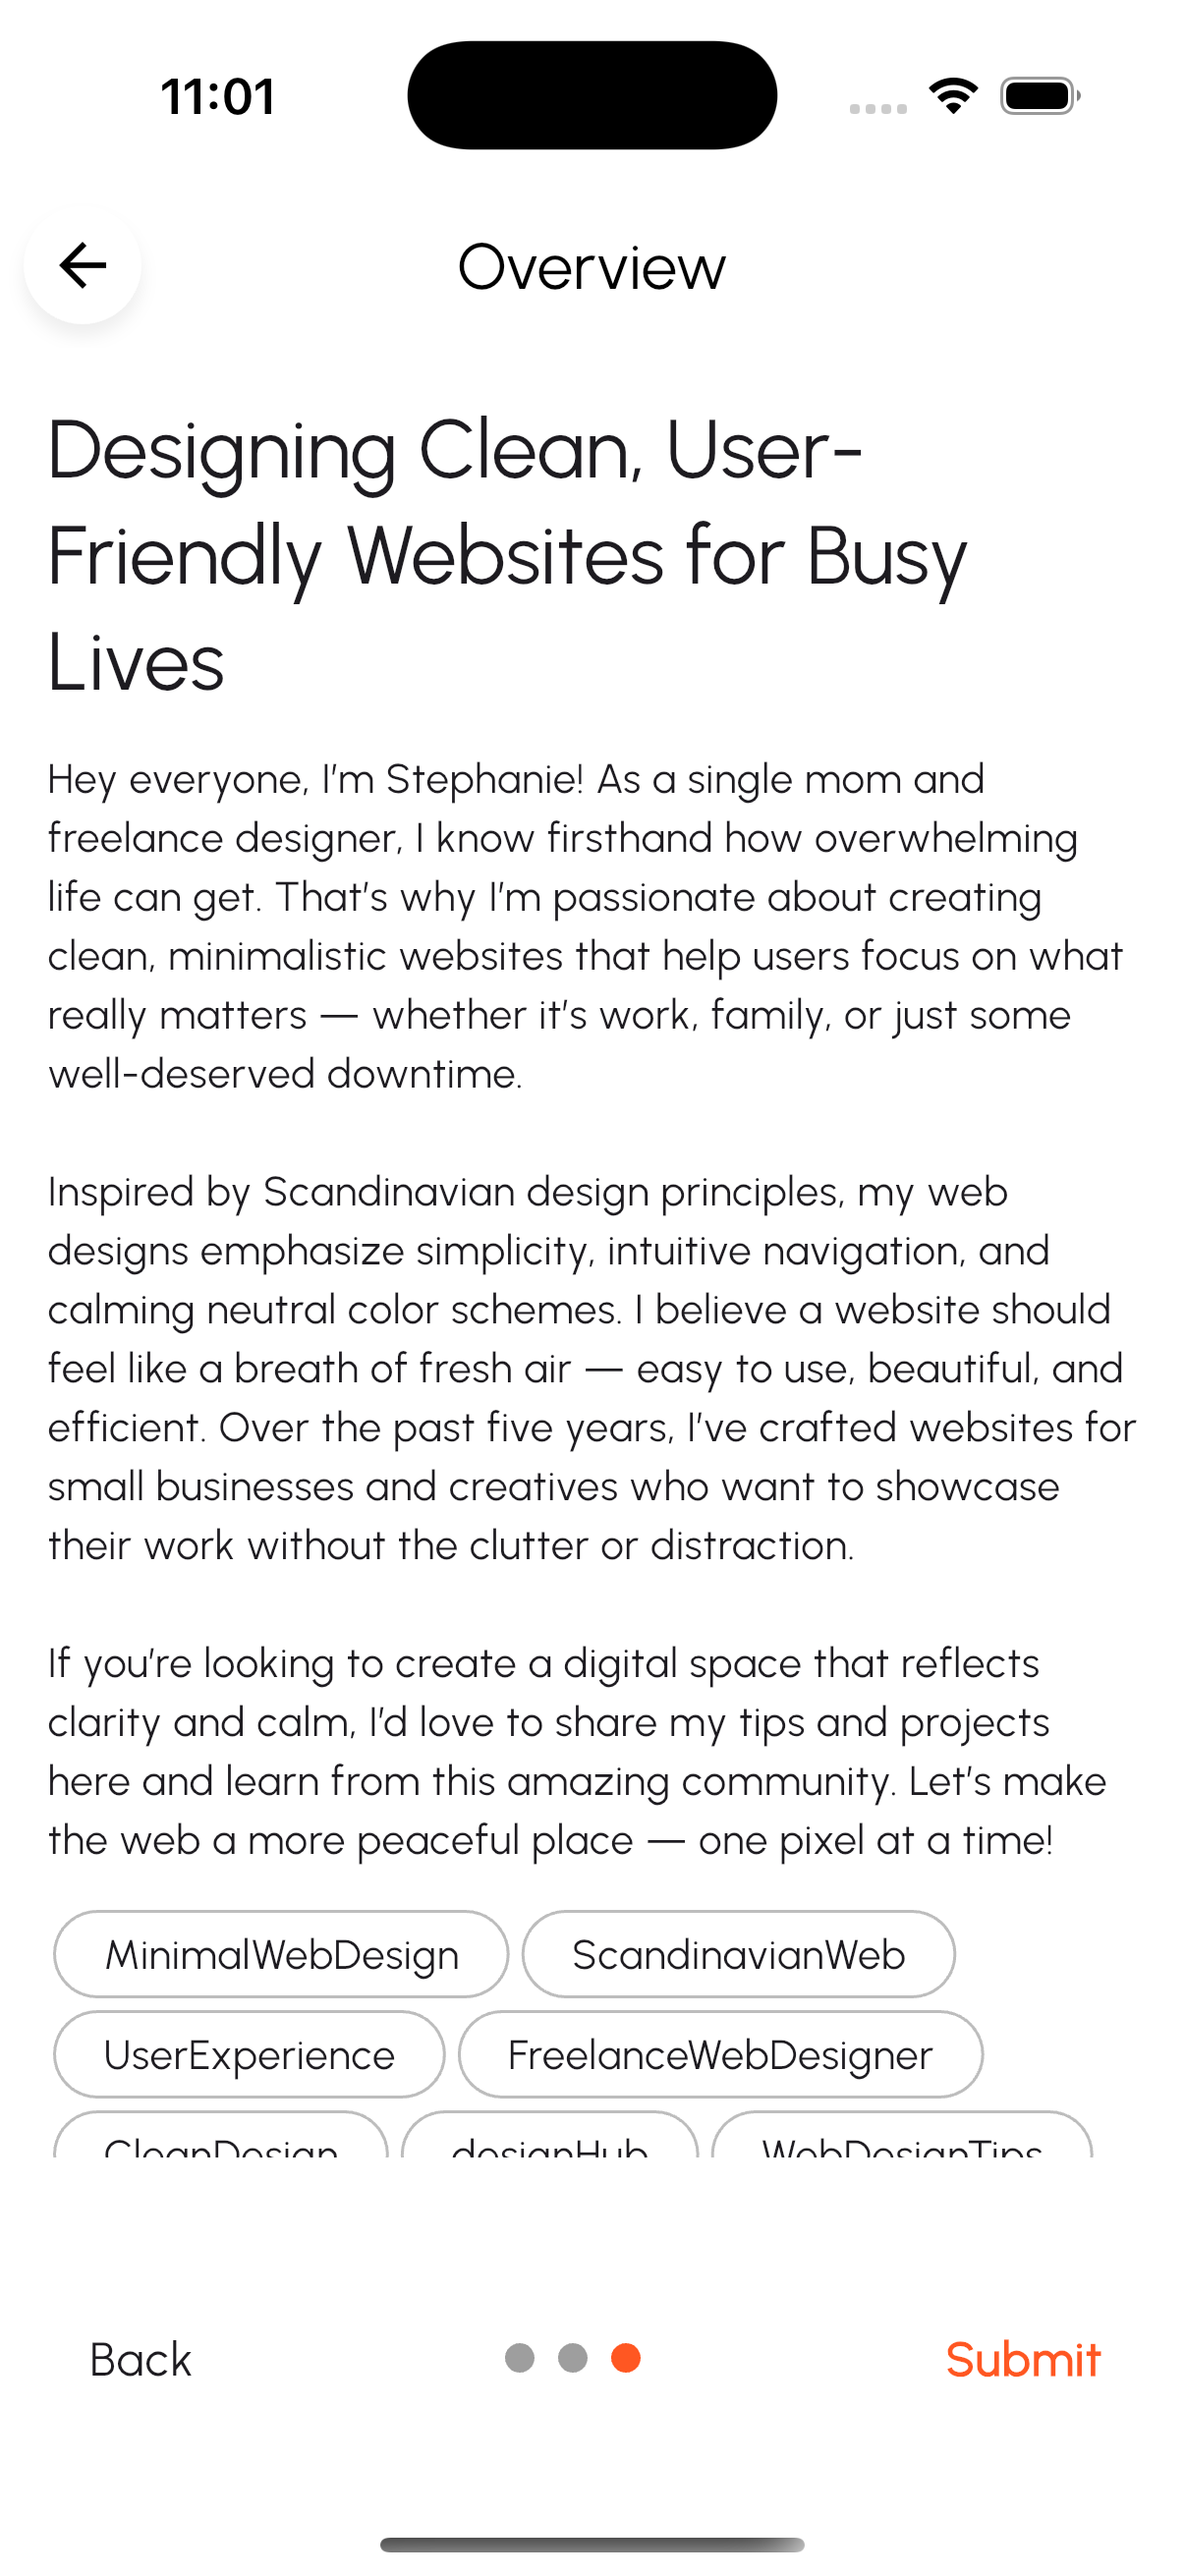 11:01
Overview
Designing Clean, User-
Friendly Websites for Busy
Lives
Hey everyone, I'm Stephanie! As a single mom and
freelance designer, I know firsthand how overwhelming
life can get. That's why I'm passionate about creating
clean, minimalistic websites that help users focus on what
really matters — whether it's work, family, or just some
well-deserved downtime.
Inspired by Scandinavian design principles, my web
designs emphasize simplicity, intuitive navigation, and
calming neutral color schemes. I believe a website should
feel like a breath of fresh air — easy to use, beautiful, and
efficient. Over the past five years, I've crafted websites for
small businesses and creatives who want to showcase
their work without the clutter or distraction.
If you're looking to create a digital space that reflects
clarity and calm, I'd love to share my tips and projects
here and learn from this amazing community. Let's make
the web a more peaceful place — one pixel at a time!
MinimalWebDesign ScandinavianWeb
UserExperience FreelanceWebDesigner
CleanDesign designHub WebDesignTips
Back Submit